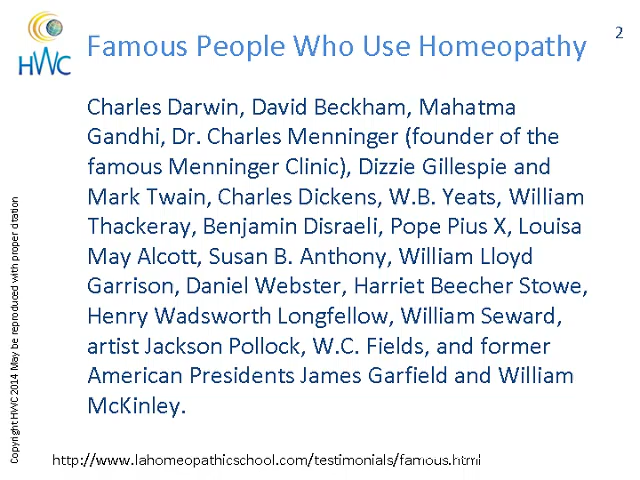 HWC
Famous People Who Use Homeopathy
2
Charles Darwin, David Beckham, Mahatma
Gandhi, Dr. Charles Menninger (founder of the
famous Menninger Clinic), Dizzie Gillespie and
Mark Twain, Charles Dickens, W.B. Yeats, William
Thackeray, Benjamin Disraeli, Pope Pius X, Louisa
May Alcott, Susan B. Anthony, William Lloyd
Garrison, Daniel Webster, Harriet Beecher Stowe,
Henry Wadsworth Longfellow, William Seward,
artist Jackson Pollock, W.C. Fields, and former
American Presidents James Garfield and William
McKinley.
http://www.lahomeopathicschool.com/testimonials/famous.html
Copyright HWC 2014 May be reproduced with proper citation